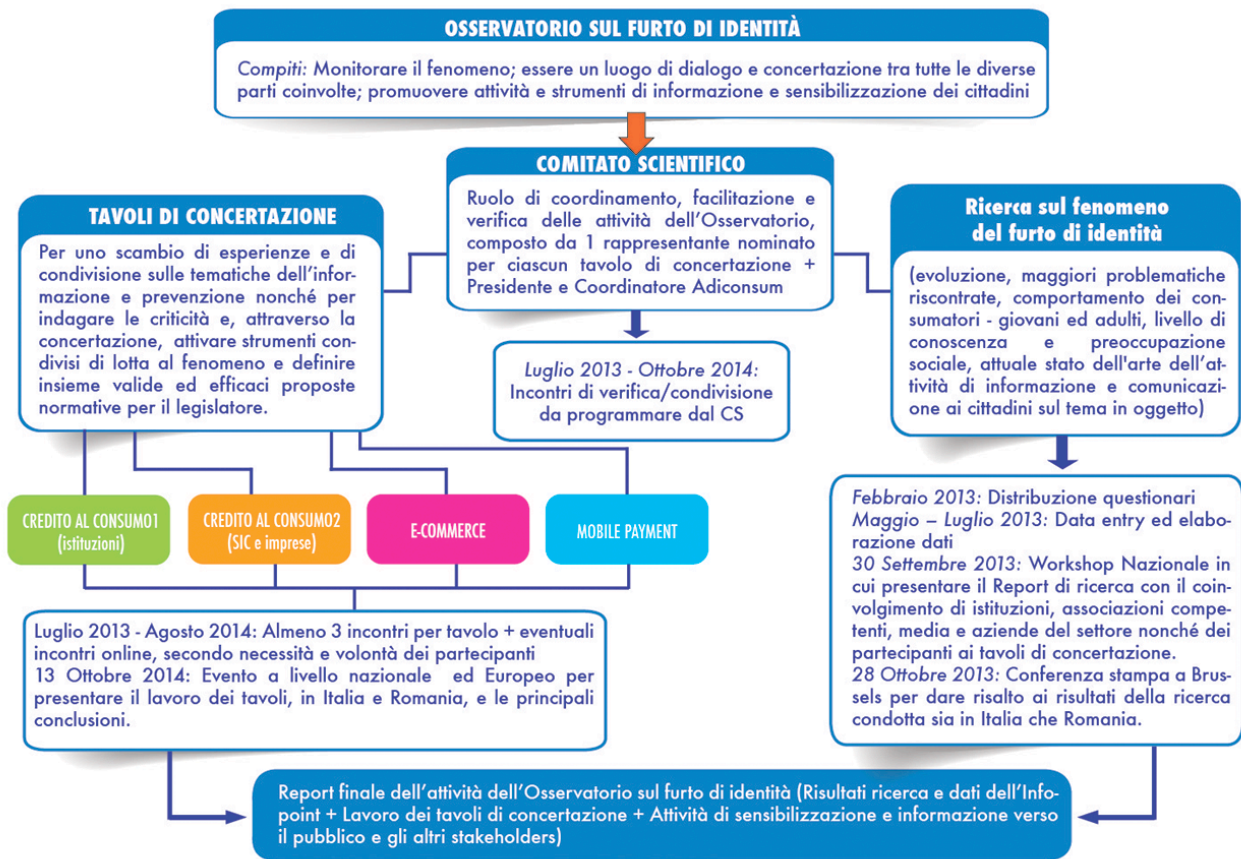 OSSERVATORIO SUL FURTO DI IDENTITÀ
Compiti: Monitorare il fenomeno; essere un luogo di dialogo e concertazione tra tutte le diverse
parti coinvolte; promuovere attività e strumenti di informazione e sensibilizzazione dei cittadini
COMITATO SCIENTIFICO
Ruolo di coordinamento, facilitazione e
verifica delle attività dell'Osservatorio,
composto da 1 rappresentante nominato
per ciascun tavolo di concertazione +
Presidente e Coordinatore Adiconsum
TAVOLI DI CONCERTAZIONE
Per uno scambio di esperienze e di
condivisione sulle tematiche dell'infor-
mazione e prevenzione nonché per
indagare le criticità e, attraverso la
concertazione, attivare strumenti con-
divisi di lotta al fenomeno e definire
insieme valide ed efficaci proposte
normative per il legislatore.
Ricerca sul fenomeno
del furto di identità
(evoluzione, maggiori problematiche
riscontrate, comportamento dei con-
sumatori - giovani ed adulti, livello di
conoscenza e preoccupazione
sociale, attuale stato dell'arte dell'at-
tività di informazione e comunicazi-
one ai cittadini sul tema in oggetto)
Luglio 2013 - Ottobre 2014:
Incontri di verifica/condivisione
da programmare dal CS
CREDITO AL CONSUMO1
(istituzioni)
CREDITO AL CONSUMO2
(SIC e imprese)
E-COMMERCE
MOBILE PAYMENT
Febbraio 2013: Distribuzione questionari
Maggio – Luglio 2013: Data entry ed elabo-
razione dati
30 Settembre 2013: Workshop Nazionale in
cui presentare il Report di ricerca con il coin-
volgimento di istituzioni, associazioni compe-
tenti, media e aziende del settore nonché dei
partecipanti ai tavoli di concertazione.
28 Ottobre 2013: Conferenza stampa a Brus-
sels per dare risalto ai risultati della ricerca
condotta sia in Italia che Romania.
Luglio 2013 - Agosto 2014: Almeno 3 incontri per tavolo + eventuali
incontri online, secondo necessità e volontà dei partecipanti
13 Ottobre 2014: Evento a livello nazionale ed Europeo per
presentare il lavoro dei tavoli, in Italia e Romania, e le principali
conclusioni.
Report finale dell'attività dell'Osservatorio sul furto di identità (Risultati ricerca e dati dell'Info-
point + Lavoro dei tavoli di concertazione + Attività di sensibilizzazione e informazione verso
il pubblico e gli altri stakeholders)